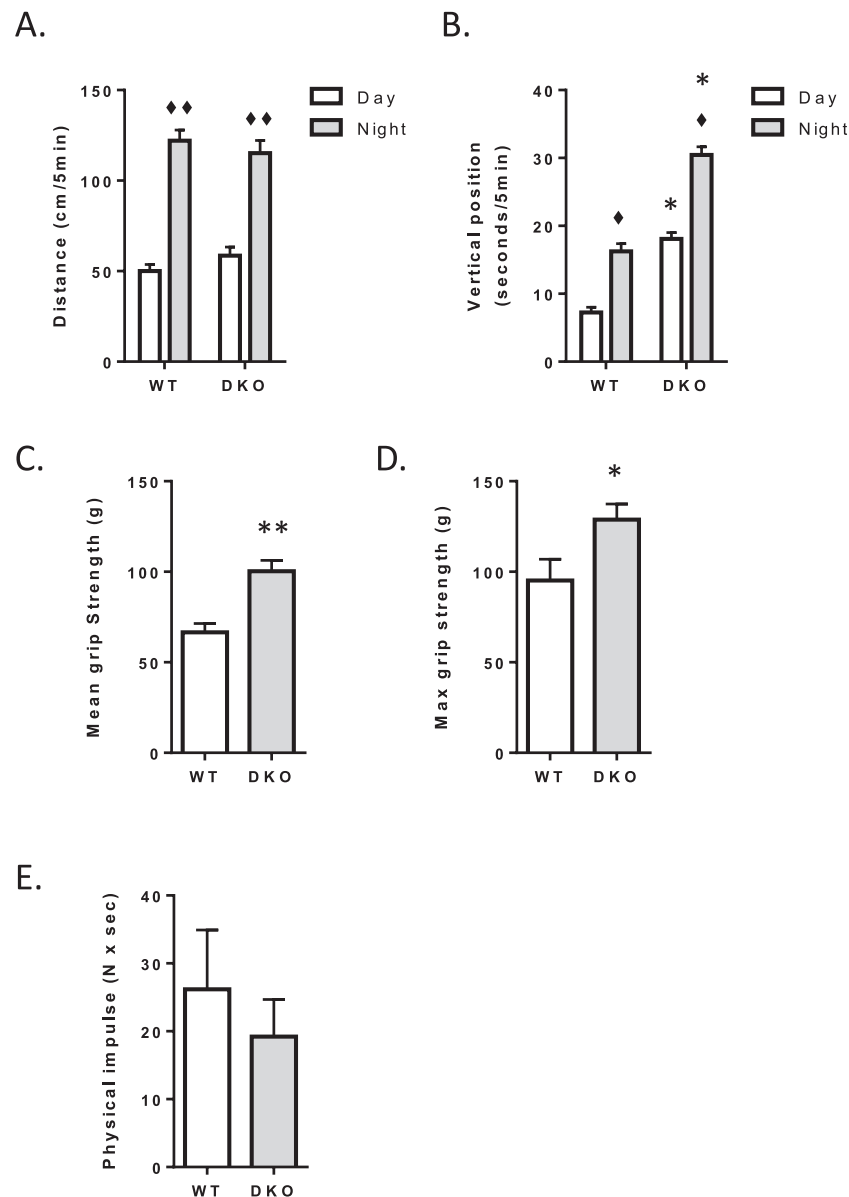 A.
Distance (cm/5min)
150
100
50
0
♦♦
♦♦
WT
DKO
Day
Night
B.
Vertical position
(seconds/5min)
40
30
20
10
0
♦
*
♦
*
WT
DKO
Day
Night
C.
Mean grip Strength (g)
150
100
50
0
**
WT
DKO
D.
Max grip strength (g)
150
100
50
0
*
WT
DKO
E.
Physical impulse (N x sec)
40
30
20
10
0
WT
DKO